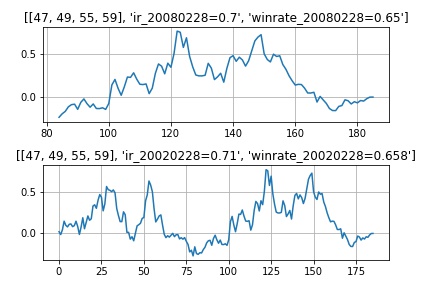 [[47, 49, 55, 59], 'ir_20080228=0.7', 'winrate_20080228=0.65']
0.5
0.0
80 100 120 140 160 180
[[47, 49, 55, 59], 'ir_20020228=0.71', 'winrate_20020228=0.658']
0.5
0.0
0 25 50 75 100 125 150 175